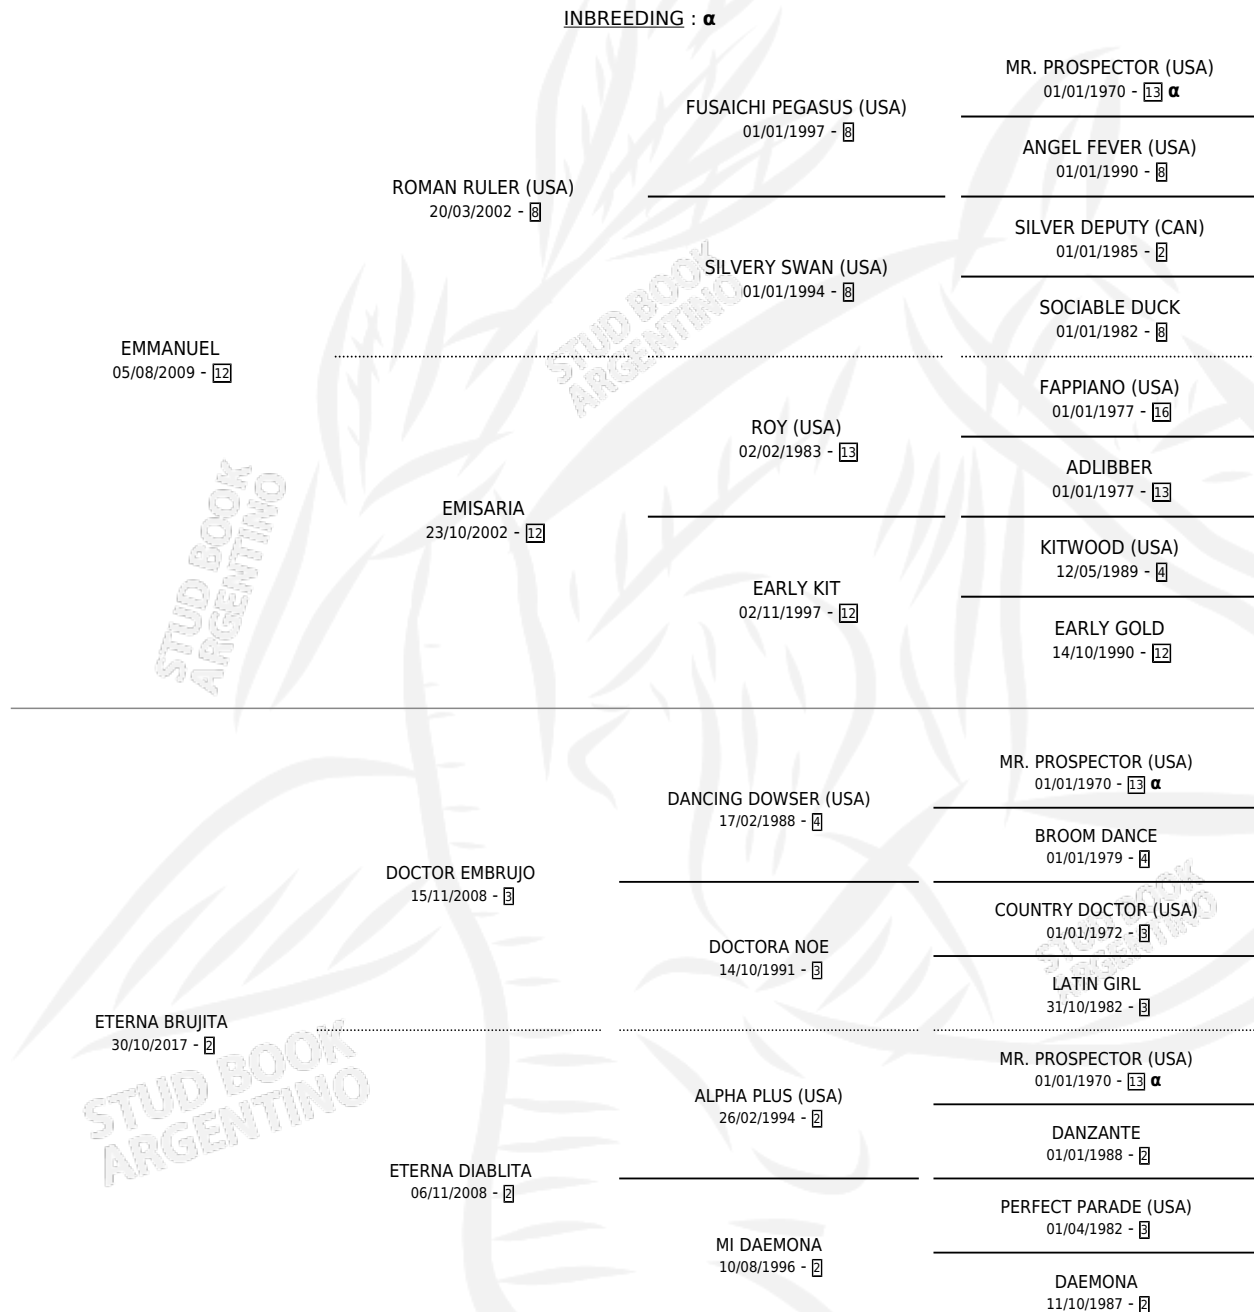 INBREEDING : α
MR. PROSPECTOR (USA)
01/01/1970 - 13 α
FUSAICHI PEGASUS (USA)
01/01/1997 - 8
ANGEL FEVER (USA)
01/01/1990 - 8
ROMAN RULER (USA)
20/03/2002 - 8
SILVER DEPUTY (CAN)
01/01/1985 - 2
SILVERY SWAN (USA)
01/01/1994 - 8
SOCIABLE DUCK
01/01/1982 - 8
EMMANUEL
05/08/2009 - 12
FAPPIANO (USA)
01/01/1977 - 16
ROY (USA)
02/02/1983 - 13
ADLIBBER
01/01/1977 - 13
EMISARIA
23/10/2002 - 12
KITWOOD (USA)
12/05/1989 - 4
EARLY KIT
02/11/1997 - 12
EARLY GOLD
14/10/1990 - 12
MR. PROSPECTOR (USA)
01/01/1970 - 13 α
DANCING DOWSER (USA)
17/02/1988 - 4
BROOM DANCE
01/01/1979 - 4
DOCTOR EMBRUJO
15/11/2008 - 3
COUNTRY DOCTOR (USA)
01/01/1972 - 3
DOCTORA NOE
14/10/1991 - 3
LATIN GIRL
31/10/1982 - 3
ETERNA BRUJITA
30/10/2017 - 2
MR. PROSPECTOR (USA)
01/01/1970 - 13 α
ALPHA PLUS (USA)
26/02/1994 - 2
DANZANTE
01/01/1988 - 2
ETERNA DIABLITA
06/11/2008 - 2
PERFECT PARADE (USA)
01/04/1982 - 3
MI DAEMONA
10/08/1996 - 2
DAEMONA
11/10/1987 - 2
STUD BOOK
ARGENTINO
STUD BOOK
ARGENTINO
STUD BOOK
ARGENTINO
STUD BOOK
ARGENTINO